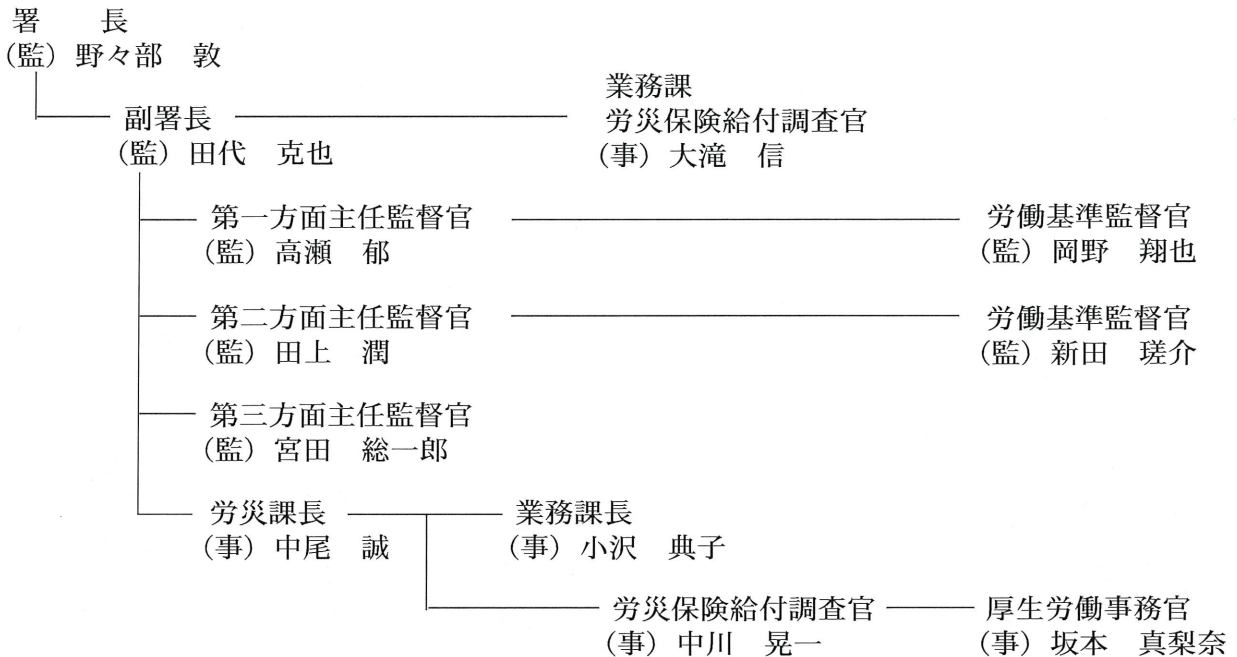 署　　長
（監）野々部　敦
副署長
（監）田代　克也
業務課
労災保険給付調査官
（事）大滝　信
第一方面主任監督官
（監）高瀬　郁
労働基準監督官
（監）岡野　翔也
第二方面主任監督官
（監）田上　潤
労働基準監督官
（監）新田　瑳介
第三方面主任監督官
（監）宮田　総一郎
労災課長
（事）中尾　誠
業務課長
（事）小沢　典子
労災保険給付調査官
（事）中川　晃一
厚生労働事務官
（事）坂本　真梨奈